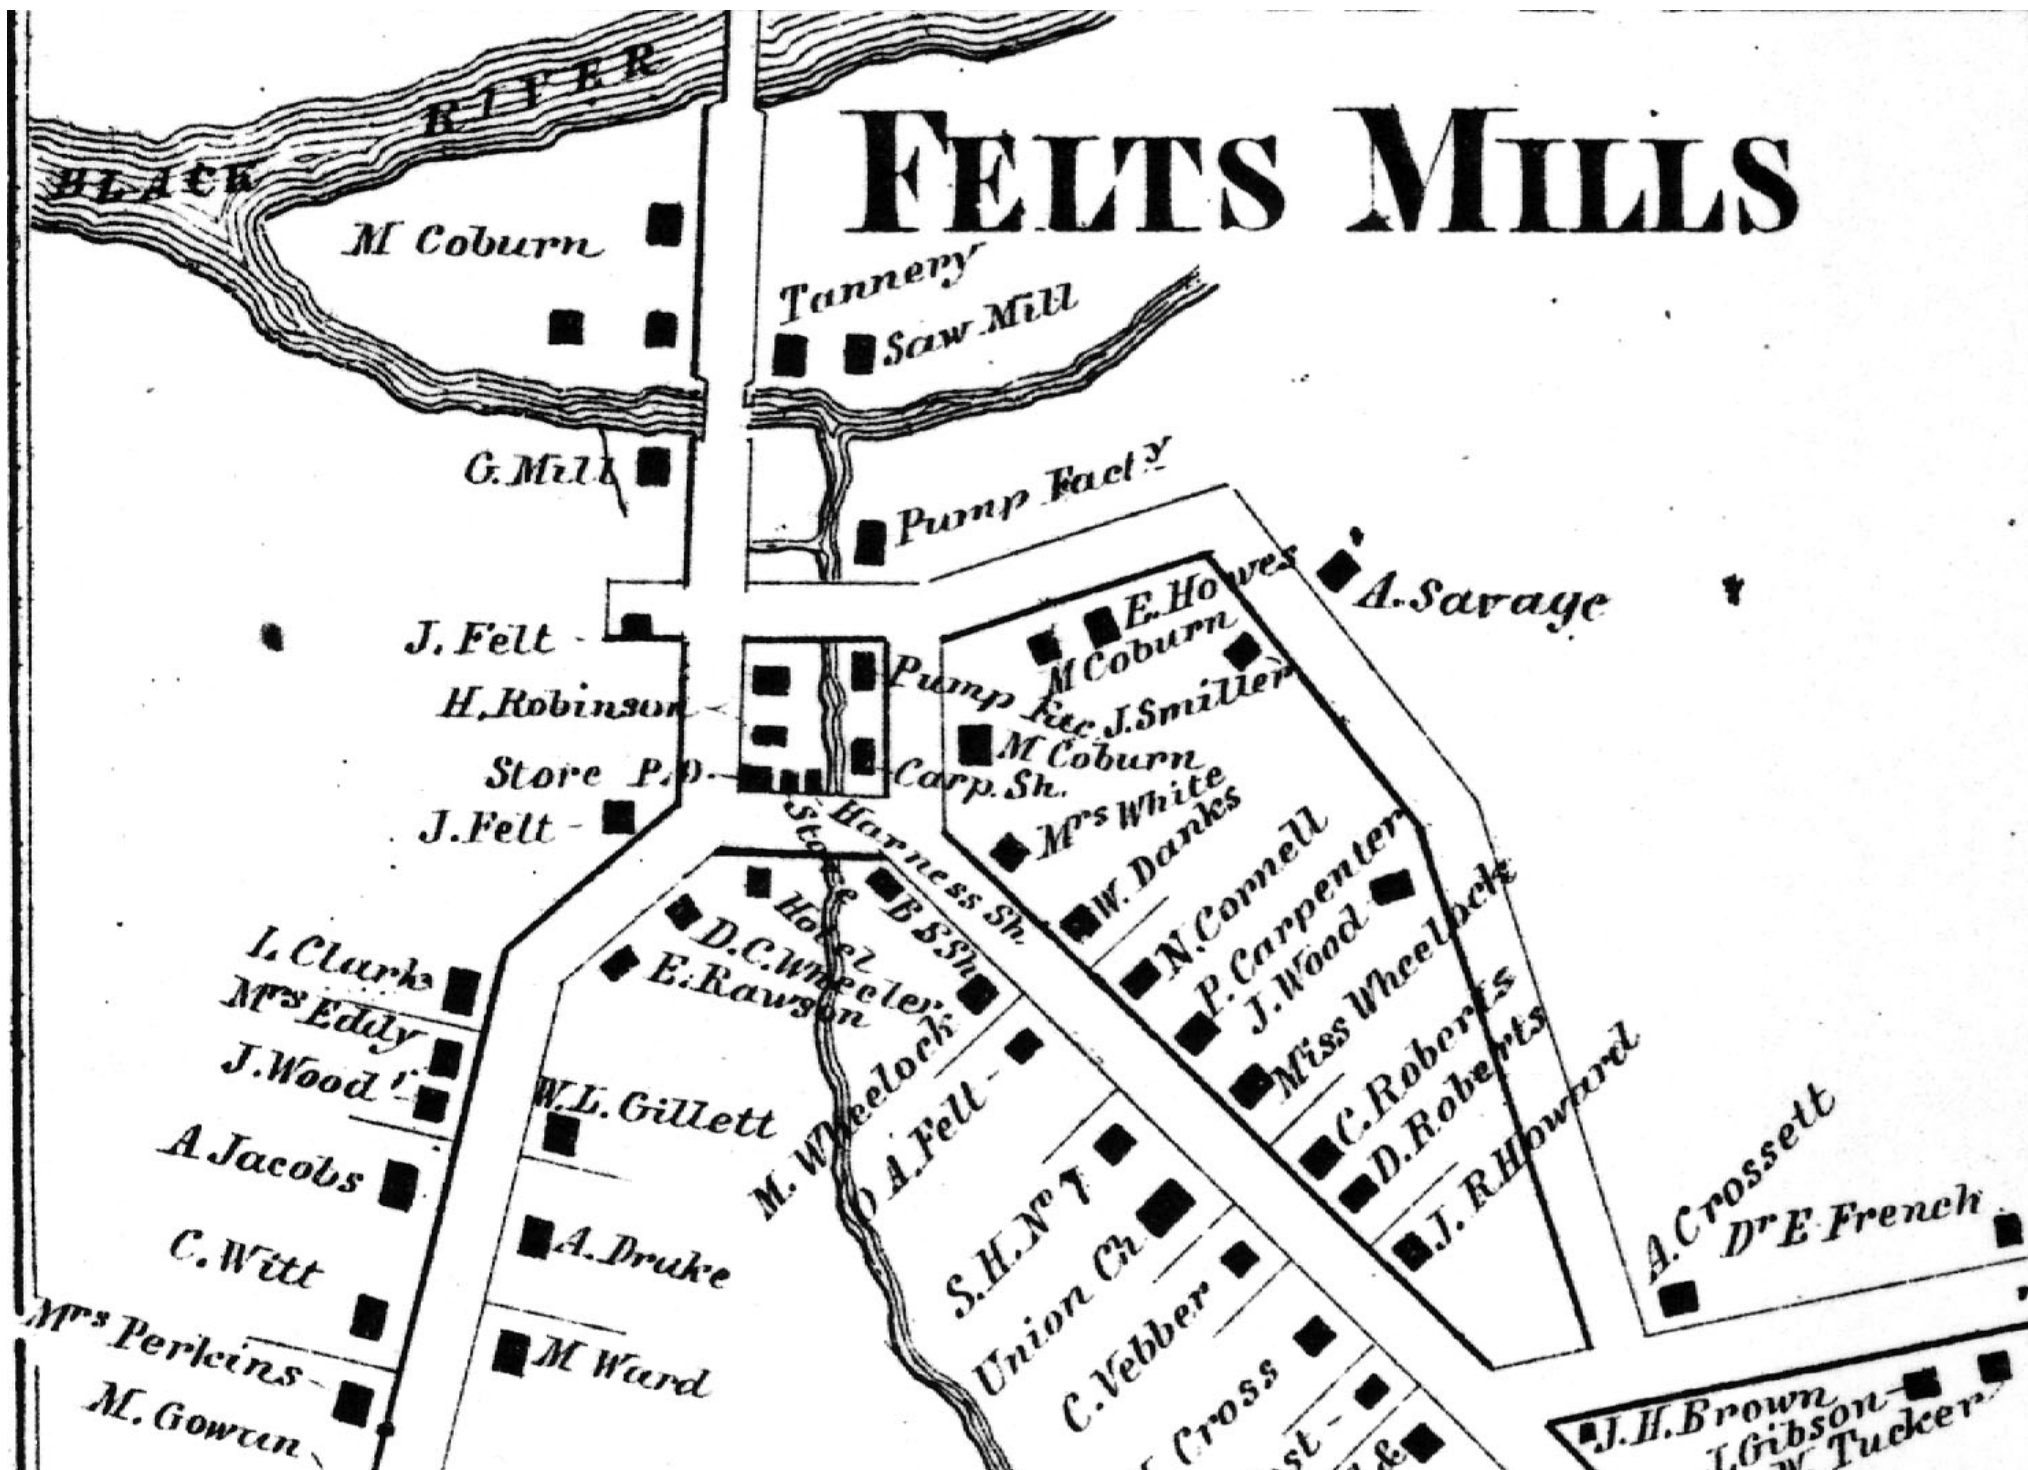 BLACK RIVER
FELTS MILLS
M Coburn
Tannery
Saw Mill
G. Mill
Pump Facty
J. Felt
E. Howes
A. Savage
M Coburn
H. Robinson
Pump Fac
J. Smiller
M Coburn
Store P.O.
Carp. Sh.
J. Felt
Store
Harness Sh.
Mrs White
W. Danks
N. Cornell
P. Carpenter
J. Wood
Miss Wheelock
Hotel
B S Sh
D. C. Wheeler
E. Rawson
L. Clark
Mrs Eddy
J. Wood
M. Wheelock
A. Felt
C. Roberts
D. Roberts
J. R Howard
W. L. Gillett
A Jacobs
S. H. No 7
Union Ch
A. Crossett
Dr E French
C. Witt
A. Drake
C. Vebber
Mrs Perkins
M Ward
Cross
M. Gowan
J. H. Brown
Gibson
Tucker
&